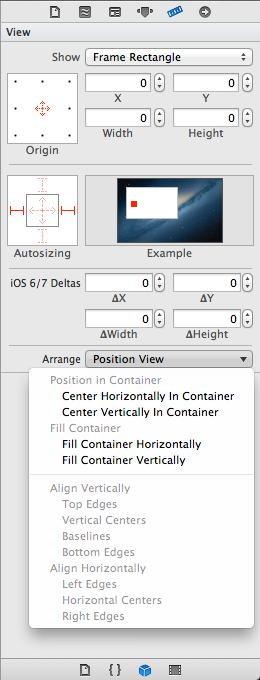 View
Show Frame Rectangle
0 0
X Y
0 0
Origin Width Height
Autosizing Example
iOS 6/7 Deltas 0 0
ΔX ΔY
0 0
ΔWidth ΔHeight
Arrange Position View
Position in Container
Center Horizontally In Container
Center Vertically In Container
Fill Container
Fill Container Horizontally
Fill Container Vertically
Align Vertically
Top Edges
Vertical Centers
Baselines
Bottom Edges
Align Horizontally
Left Edges
Horizontal Centers
Right Edges
{ }